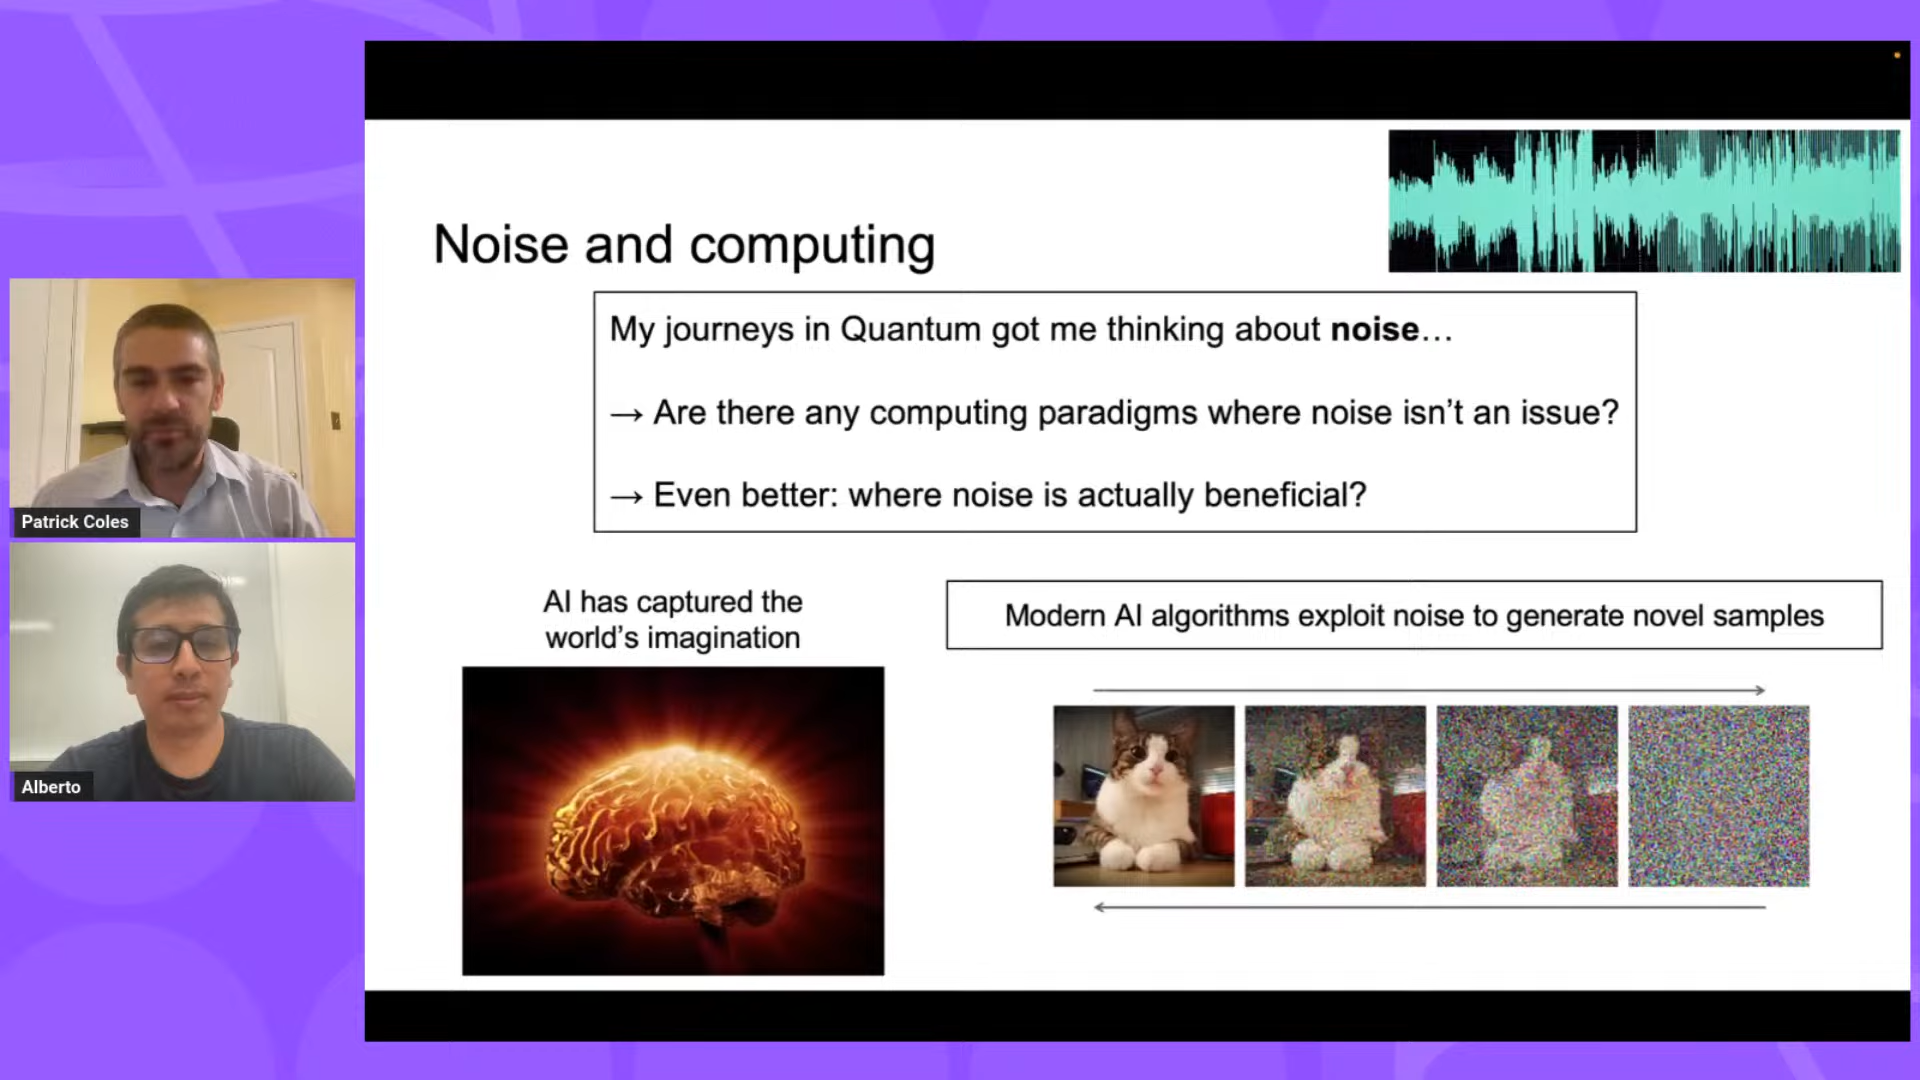 Noise and computing
My journeys in Quantum got me thinking about noise…
→ Are there any computing paradigms where noise isn’t an issue?
→ Even better: where noise is actually beneficial?
AI has captured the
world’s imagination
Modern AI algorithms exploit noise to generate novel samples
Patrick Coles
Alberto